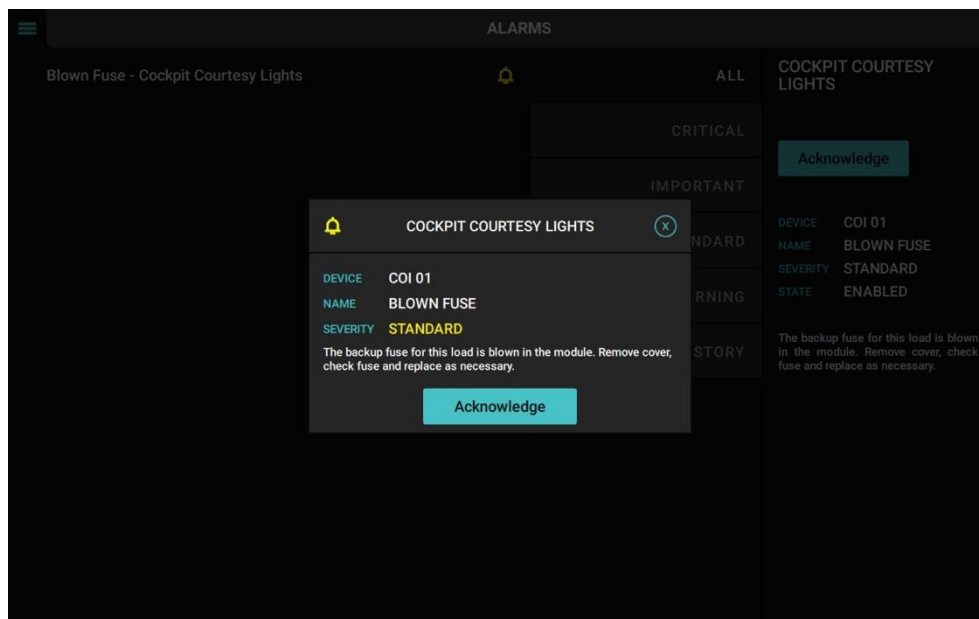 ALARMS
Blown Fuse - Cockpit Courtesy Lights
ALL
CRITICAL
IMPORTANT
NDARD
RNING
STORY
COCKPIT COURTESY LIGHTS
X
DEVICE COI 01
NAME BLOWN FUSE
SEVERITY STANDARD
The backup fuse for this load is blown in the module. Remove cover,
check fuse and replace as necessary.
Acknowledge
COCKPIT COURTESY
LIGHTS
Acknowledge
DEVICE COI 01
NAME BLOWN FUSE
SEVERITY STANDARD
STATE ENABLED
The backup fuse for this load is blown
in the module. Remove cover, check
fuse and replace as necessary.